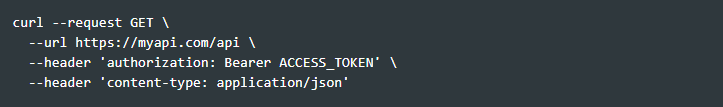 curl --request GET \
  --url https://myapi.com/api \
  --header 'authorization: Bearer ACCESS_TOKEN' \
  --header 'content-type: application/json'